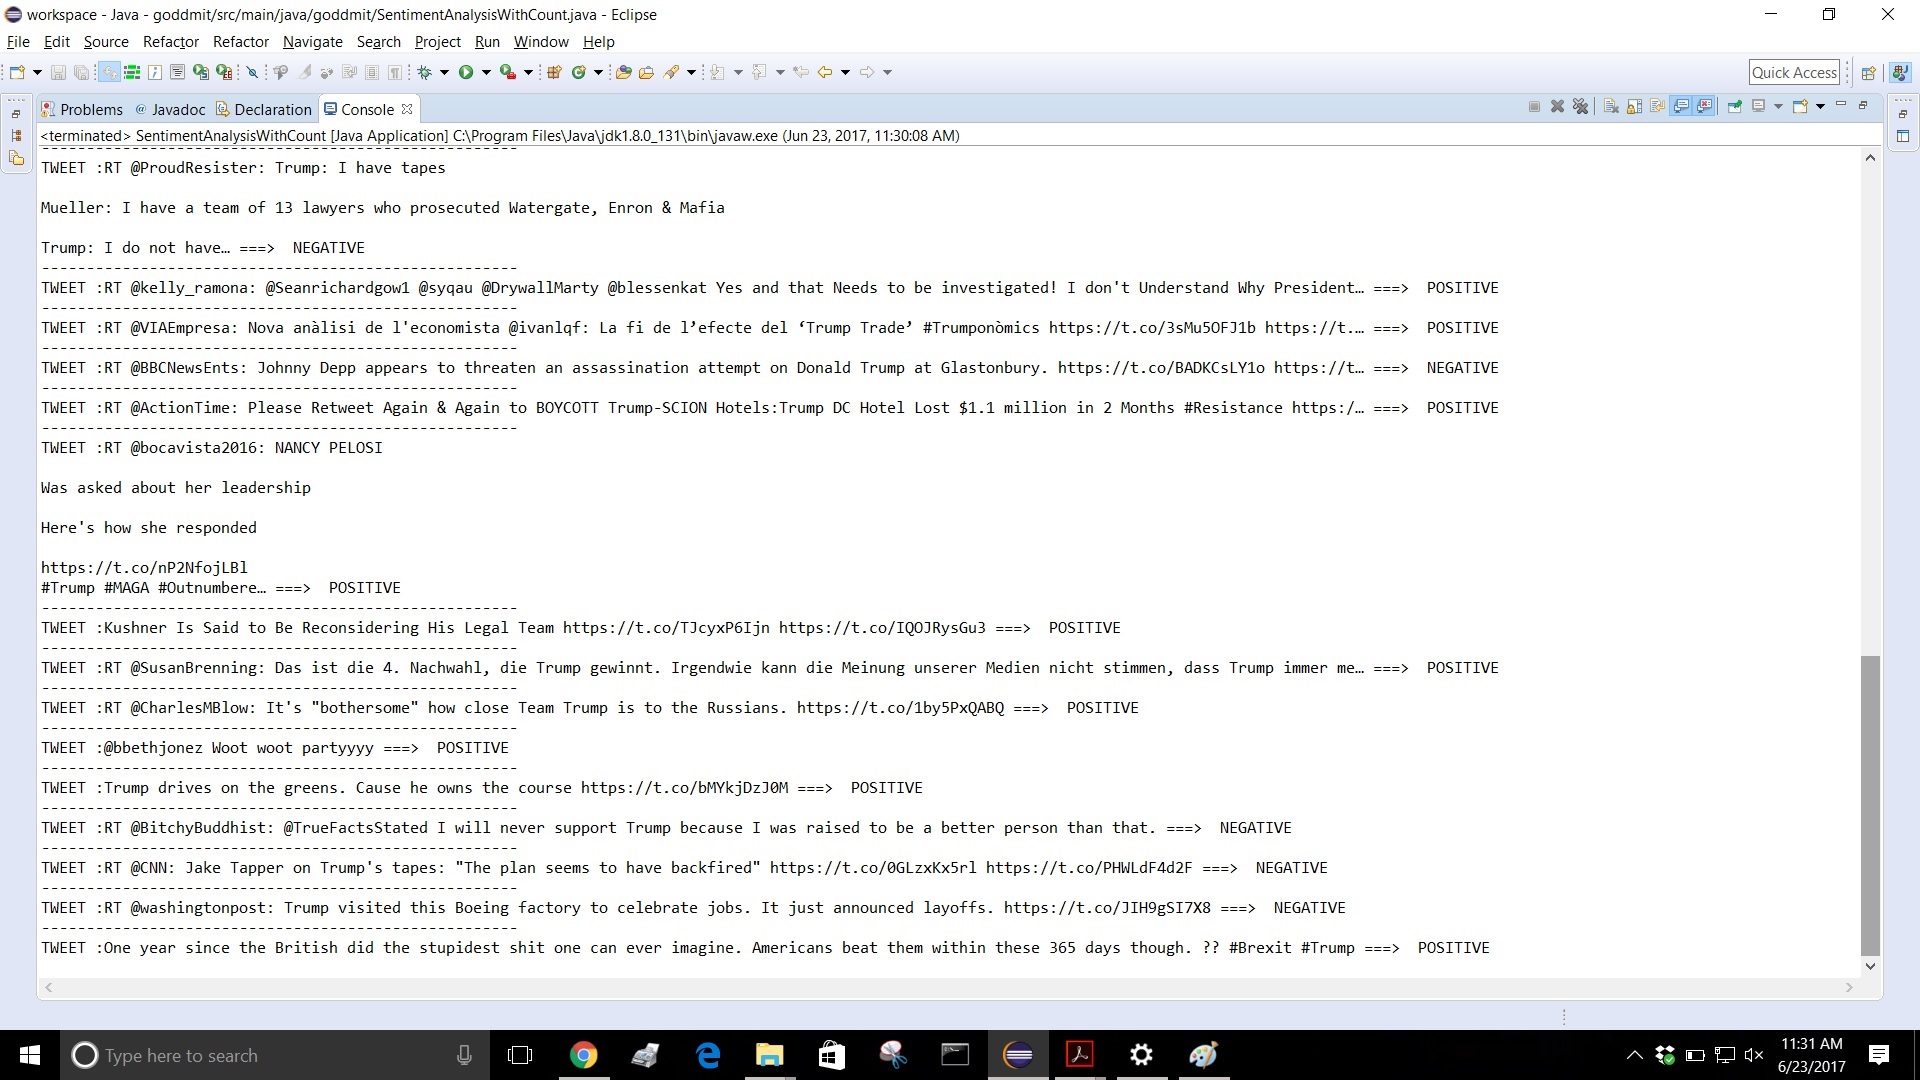 workspace - Java - goddmit/src/main/java/goddmit/SentimentAnalysisWithCount.java - Eclipse
File Edit Source Refactor Refactor Navigate Search Project Run Window Help
Quick Access
Problems @ Javadoc Declaration Console
<terminated> SentimentAnalysisWithCount [Java Application] C:\Program Files\Java\jdk1.8.0_131\bin\javaw.exe (Jun 23, 2017, 11:30:08 AM)
-----------------------------------------------------
TWEET :RT @ProudResister: Trump: I have tapes
Mueller: I have a team of 13 lawyers who prosecuted Watergate, Enron & Mafia
Trump: I do not have… ===>  NEGATIVE
-----------------------------------------------------
TWEET :RT @kelly_ramona: @Seanrichardgow1 @syqau @DrywallMarty @blessenkat Yes and that Needs to be investigated! I don't Understand Why President… ===>  POSITIVE
-----------------------------------------------------
TWEET :RT @VIAEmpresa: Nova anàlisi de l'economista @ivanlqf: La fi de l’efecte del ‘Trump Trade’ #Trumponòmics https://t.co/3sMu5OFJ1b https://t.… ===>  POSITIVE
-----------------------------------------------------
TWEET :RT @BBCNewsEnts: Johnny Depp appears to threaten an assassination attempt on Donald Trump at Glastonbury. https://t.co/BADKCsLY1o https://t… ===>  NEGATIVE
-----------------------------------------------------
TWEET :RT @ActionTime: Please Retweet Again & Again to BOYCOTT Trump-SCION Hotels:Trump DC Hotel Lost $1.1 million in 2 Months #Resistance https:/… ===>  POSITIVE
-----------------------------------------------------
TWEET :RT @bocavista2016: NANCY PELOSI
Was asked about her leadership
Here's how she responded
https://t.co/nP2NfojLBl
#Trump #MAGA #Outnumbere… ===>  POSITIVE
-----------------------------------------------------
TWEET :Kushner Is Said to Be Reconsidering His Legal Team https://t.co/TJcyxP6Ijn https://t.co/IQOJRysGu3 ===>  POSITIVE
-----------------------------------------------------
TWEET :RT @SusanBrenning: Das ist die 4. Nachwahl, die Trump gewinnt. Irgendwie kann die Meinung unserer Medien nicht stimmen, dass Trump immer me… ===>  POSITIVE
-----------------------------------------------------
TWEET :RT @CharlesMBlow: It's "bothersome" how close Team Trump is to the Russians. https://t.co/1by5PxQABQ ===>  POSITIVE
-----------------------------------------------------
TWEET :@bbethjonez Woot woot partyyyy ===>  POSITIVE
-----------------------------------------------------
TWEET :Trump drives on the greens. Cause he owns the course https://t.co/bMYkjDzJ0M ===>  POSITIVE
-----------------------------------------------------
TWEET :RT @BitchyBuddhist: @TrueFactsStated I will never support Trump because I was raised to be a better person than that. ===>  NEGATIVE
-----------------------------------------------------
TWEET :RT @CNN: Jake Tapper on Trump's tapes: "The plan seems to have backfired" https://t.co/0GLzxKx5rl https://t.co/PHWLdF4d2F ===>  NEGATIVE
-----------------------------------------------------
TWEET :RT @washingtonpost: Trump visited this Boeing factory to celebrate jobs. It just announced layoffs. https://t.co/JIH9gSI7X8 ===>  NEGATIVE
-----------------------------------------------------
TWEET :One year since the British did the stupidest shit one can ever imagine. Americans beat them within these 365 days though. ?? #Brexit #Trump ===>  POSITIVE
Type here to search
11:31 AM
6/23/2017